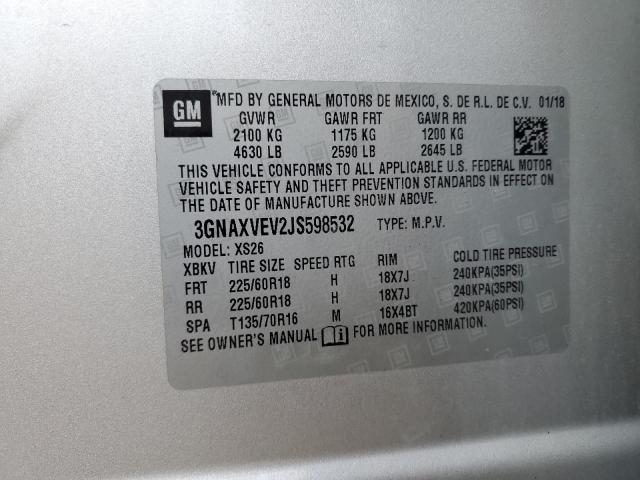 GM
MFD BY GENERAL MOTORS DE MEXICO, S. DE R.L. DE C.V. 01/18
GVWR GAWR FRT GAWR RR
2100 KG 1175 KG 1200 KG
4630 LB 2590 LB 2645 LB
THIS VEHICLE CONFORMS TO ALL APPLICABLE U.S. FEDERAL MOTOR
VEHICLE SAFETY AND THEFT PREVENTION STANDARDS IN EFFECT ON
THE DATE OF MANUFACTURE SHOWN ABOVE.
3GNAXVEV2JS598532 TYPE: M.P.V.
MODEL: XS26
XBKV TIRE SIZE SPEED RTG RIM COLD TIRE PRESSURE
FRT 225/60R18 H 18X7J 240KPA(35PSI)
RR 225/60R18 H 18X7J 240KPA(35PSI)
SPA T135/70R16 M 16X4BT 420KPA(60PSI)
SEE OWNER'S MANUAL FOR MORE INFORMATION.